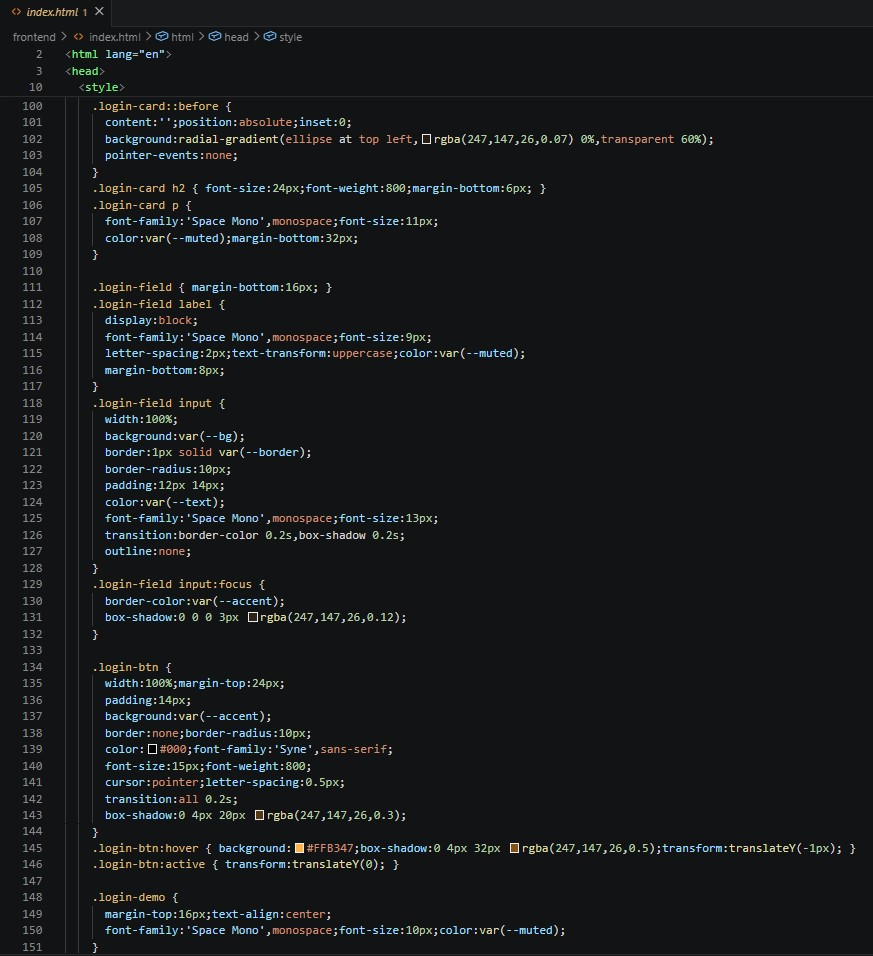 index.html 1
frontend > index.html > html > head > style
2 <html lang="en">
3 <head>
10 <style>
100 .login-card::before {
101 content:'';position:absolute;inset:0;
102 background:radial-gradient(ellipse at top left,rgba(247,147,26,0.07) 0%,transparent 60%);
103 pointer-events:none;
104 }
105 .login-card h2 { font-size:24px;font-weight:800;margin-bottom:6px; }
106 .login-card p {
107 font-family:'Space Mono',monospace;font-size:11px;
108 color:var(--muted);margin-bottom:32px;
109 }
110
111 .login-field { margin-bottom:16px; }
112 .login-field label {
113 display:block;
114 font-family:'Space Mono',monospace;font-size:9px;
115 letter-spacing:2px;text-transform:uppercase;color:var(--muted);
116 margin-bottom:8px;
117 }
118 .login-field input {
119 width:100%;
120 background:var(--bg);
121 border:1px solid var(--border);
122 border-radius:10px;
123 padding:12px 14px;
124 color:var(--text);
125 font-family:'Space Mono',monospace;font-size:13px;
126 transition:border-color 0.2s,box-shadow 0.2s;
127 outline:none;
128 }
129 .login-field input:focus {
130 border-color:var(--accent);
131 box-shadow:0 0 0 3px rgba(247,147,26,0.12);
132 }
133
134 .login-btn {
135 width:100%;margin-top:24px;
136 padding:14px;
137 background:var(--accent);
138 border:none;border-radius:10px;
139 color:#000;font-family:'Syne',sans-serif;
140 font-size:15px;font-weight:800;
141 cursor:pointer;letter-spacing:0.5px;
142 transition:all 0.2s;
143 box-shadow:0 4px 20px rgba(247,147,26,0.3);
144 }
145 .login-btn:hover { background:#FFB347;box-shadow:0 4px 32px rgba(247,147,26,0.5);transform:translateY(-1px); }
146 .login-btn:active { transform:translateY(0); }
147
148 .login-demo {
149 margin-top:16px;text-align:center;
150 font-family:'Space Mono',monospace;font-size:10px;color:var(--muted);
151 }